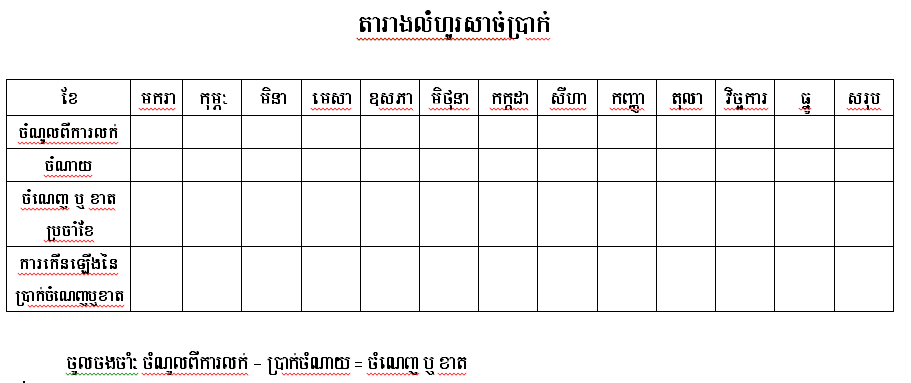 តារាងលំហូរសាច់ប្រាក់
ខែ មករា កុម្ភៈ មិនា មេសា ឧសភា មិថុនា កក្កដា សីហា កញ្ញា តុលា វិច្ឆការ ធ្នូ សរុប
ចំណូលពីការលក់
ចំណាយ
ចំណេញ ឬ ខាត
ប្រចាំខែ
ការកើនឡើងនៃ
ប្រាក់ចំណេញឬខាត
ចូលចងចាំៈ ចំណូលពីការលក់ – ប្រាក់ចំណាយ = ចំណេញ ឬ ខាត